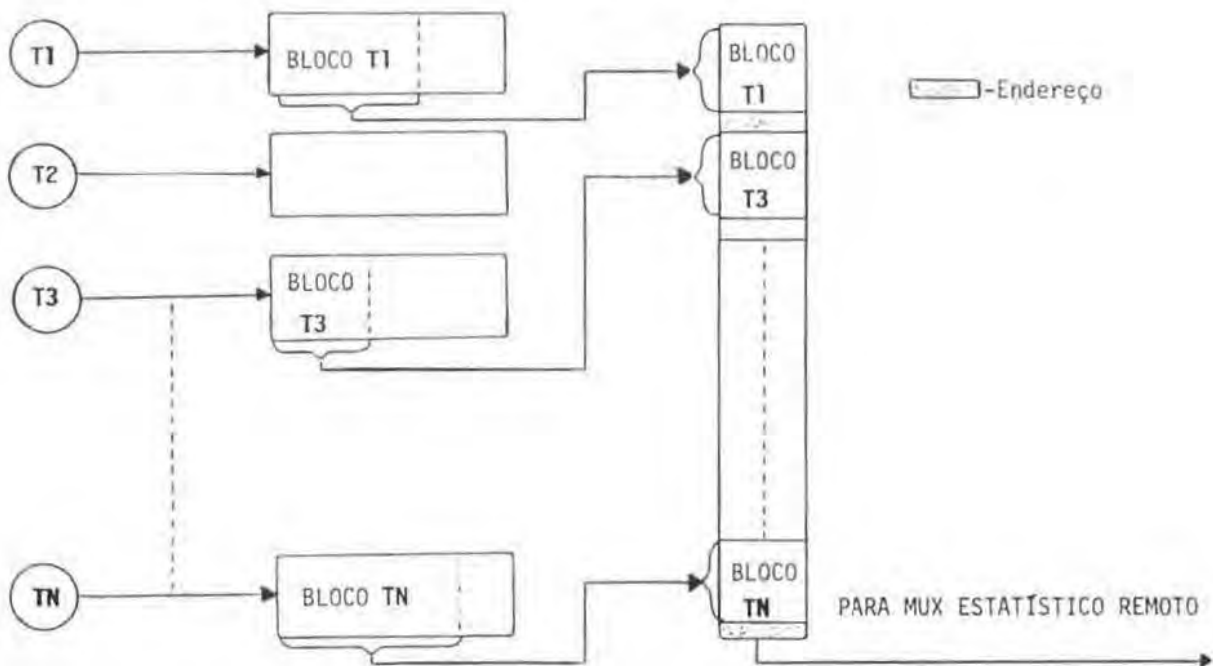 T1
BLOCO T1
BLOCO
T1
-Endereço
T2
BLOCO
T3
T3
BLOCO
T3
TN
BLOCO TN
BLOCO
TN
PARA MUX ESTATÍSTICO REMOTO